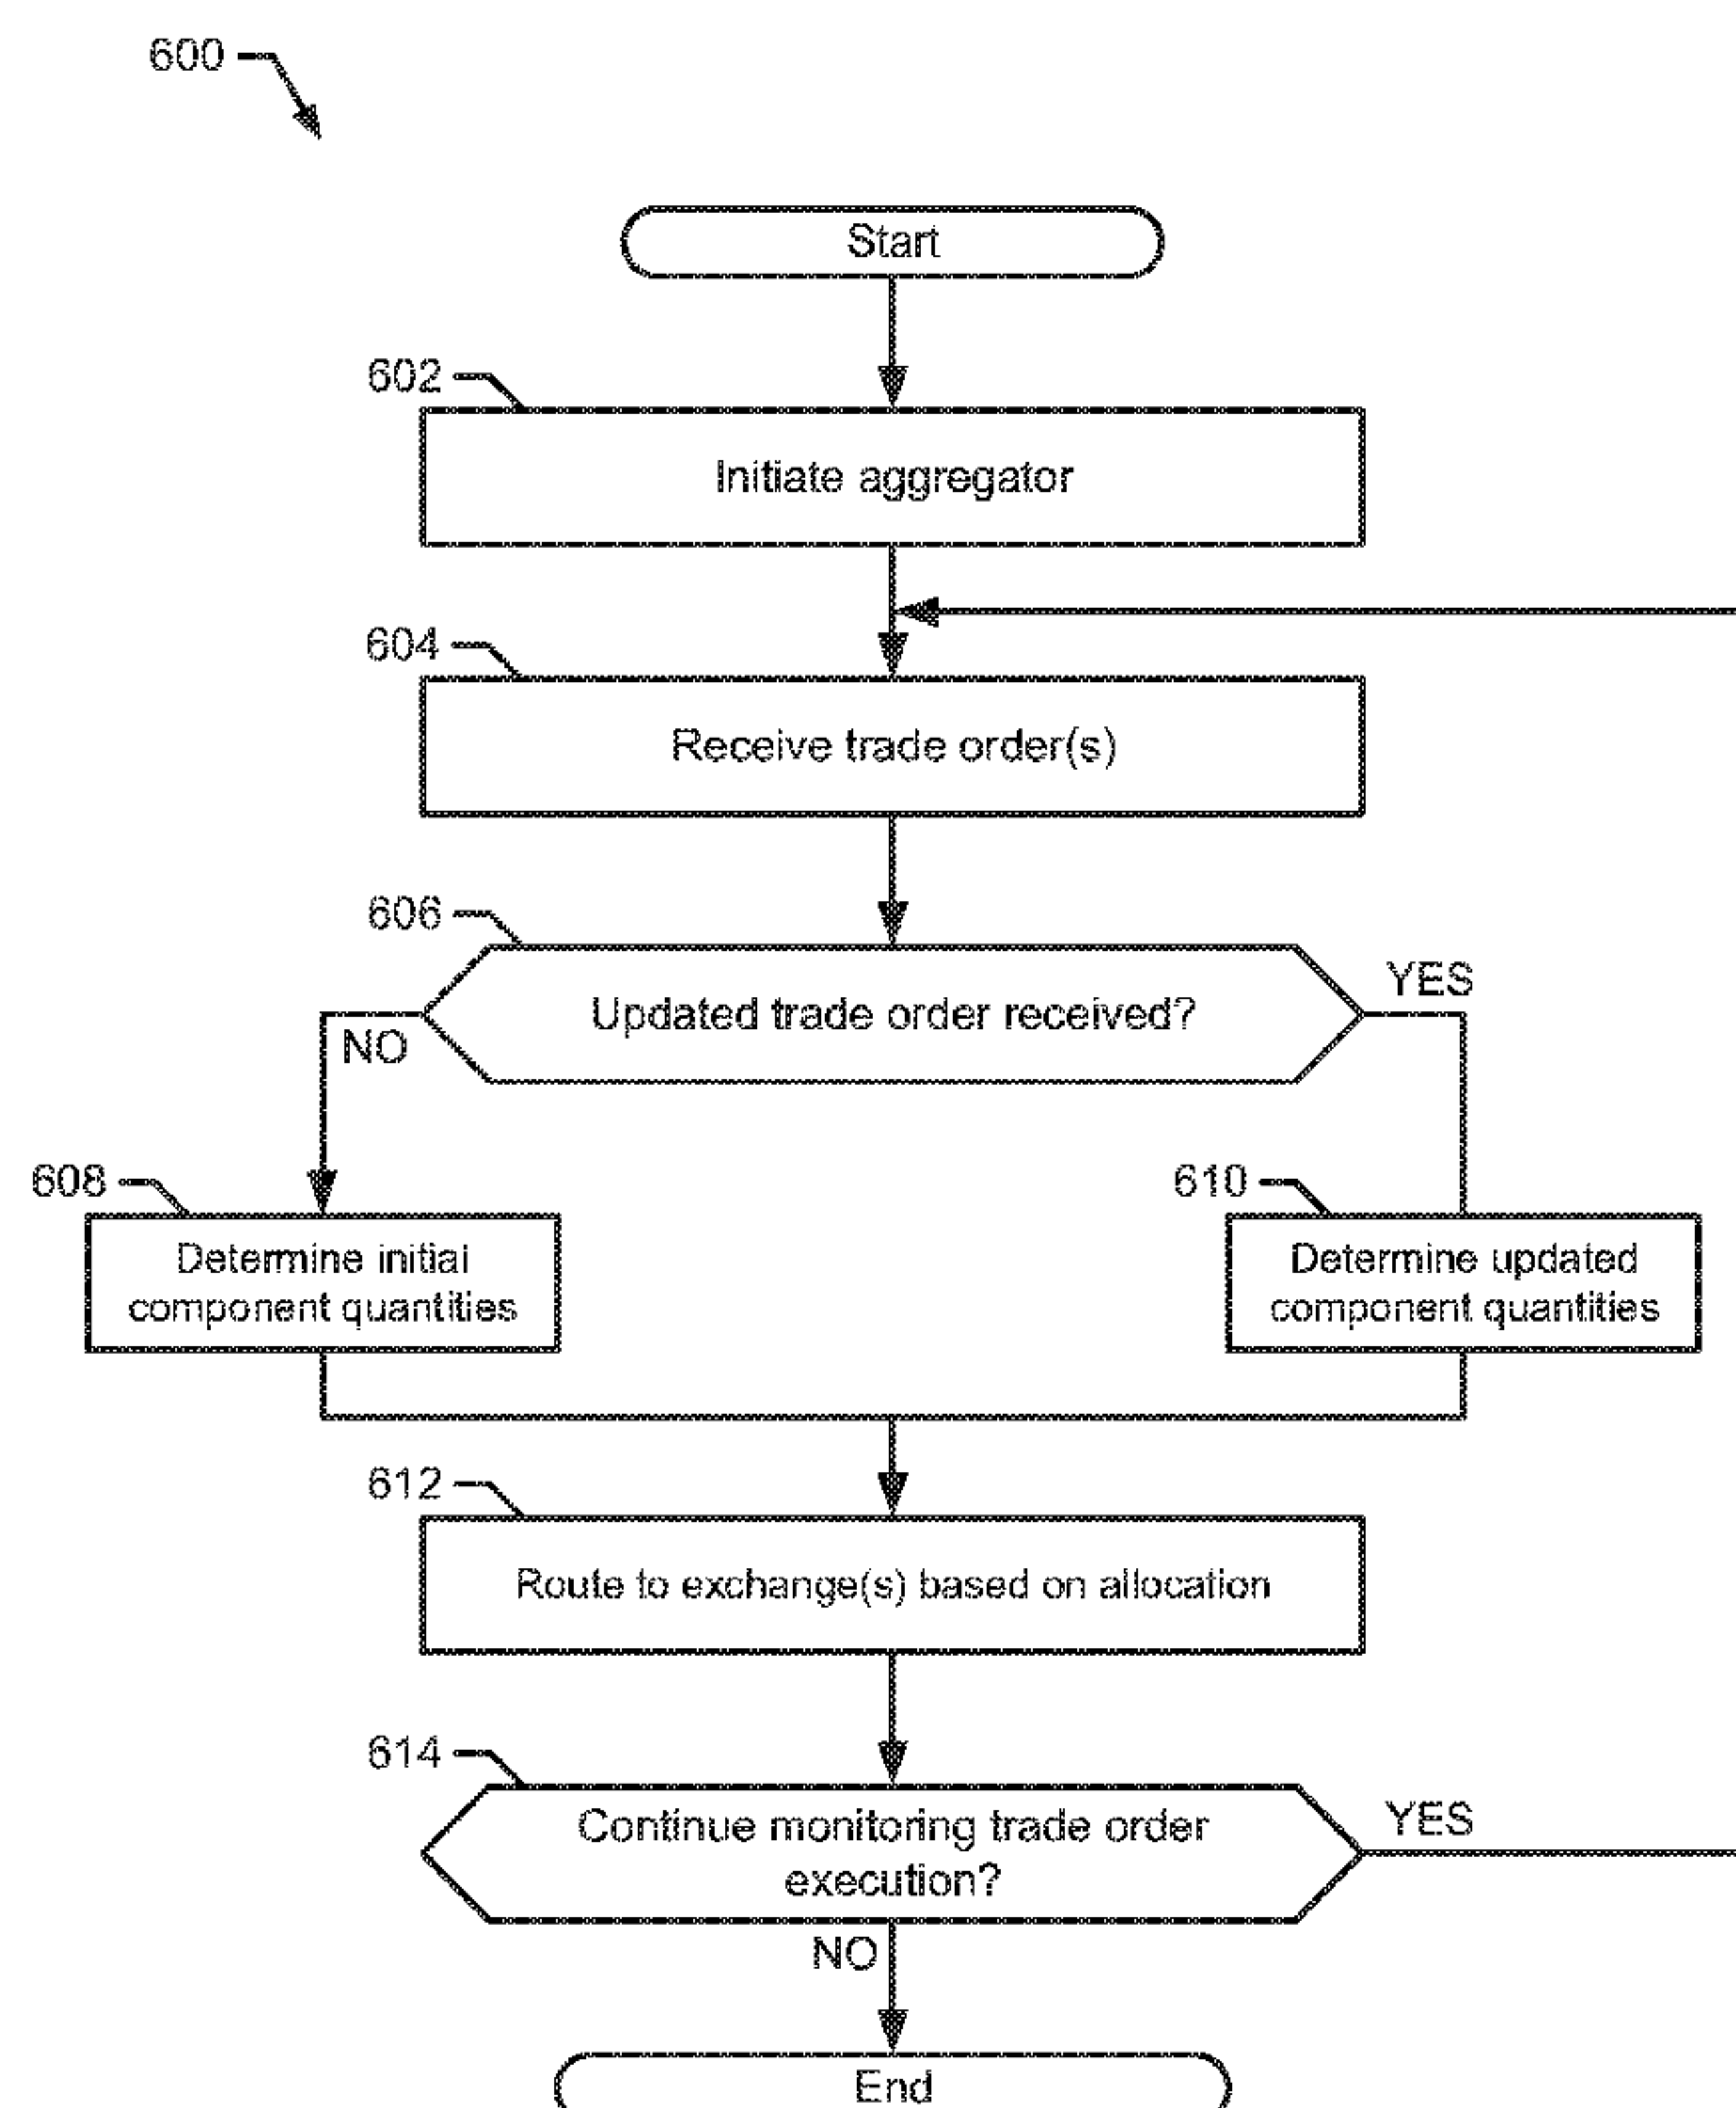 600
Start
602
Initiate aggregator
604
Receive trade order(s)
606
Updated trade order received?
YES
NO
608
610
Determine initial
component quantities
Determine updated
component quantities
612
Route to exchange(s) based on allocation
614
Continue monitoring trade order
execution?
YES
NO
End